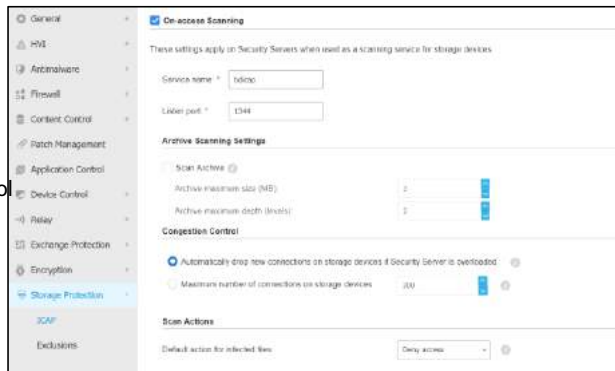 General
HVI
Antimalware
Firewall
Content Control
Patch Management
Application Control
Device Control
Relay
Exchange Protection
Encryption
Storage Protection
ICAP
Exclusions
ol
On-access Scanning
These settings apply on Security Servers when used as a scanning service for storage devices
Service name *
bdicap
Listen port *
1344
Archive Scanning Settings
Scan Archive
Archive maximum size (MB)
3
Archive maximum depth (levels)
Congestion Control
Automatically drop new connections on storage devices if Security Server is overloaded
Maximum number of connections on storage devices
300
Scan Actions
Default action for infected files
Deny access